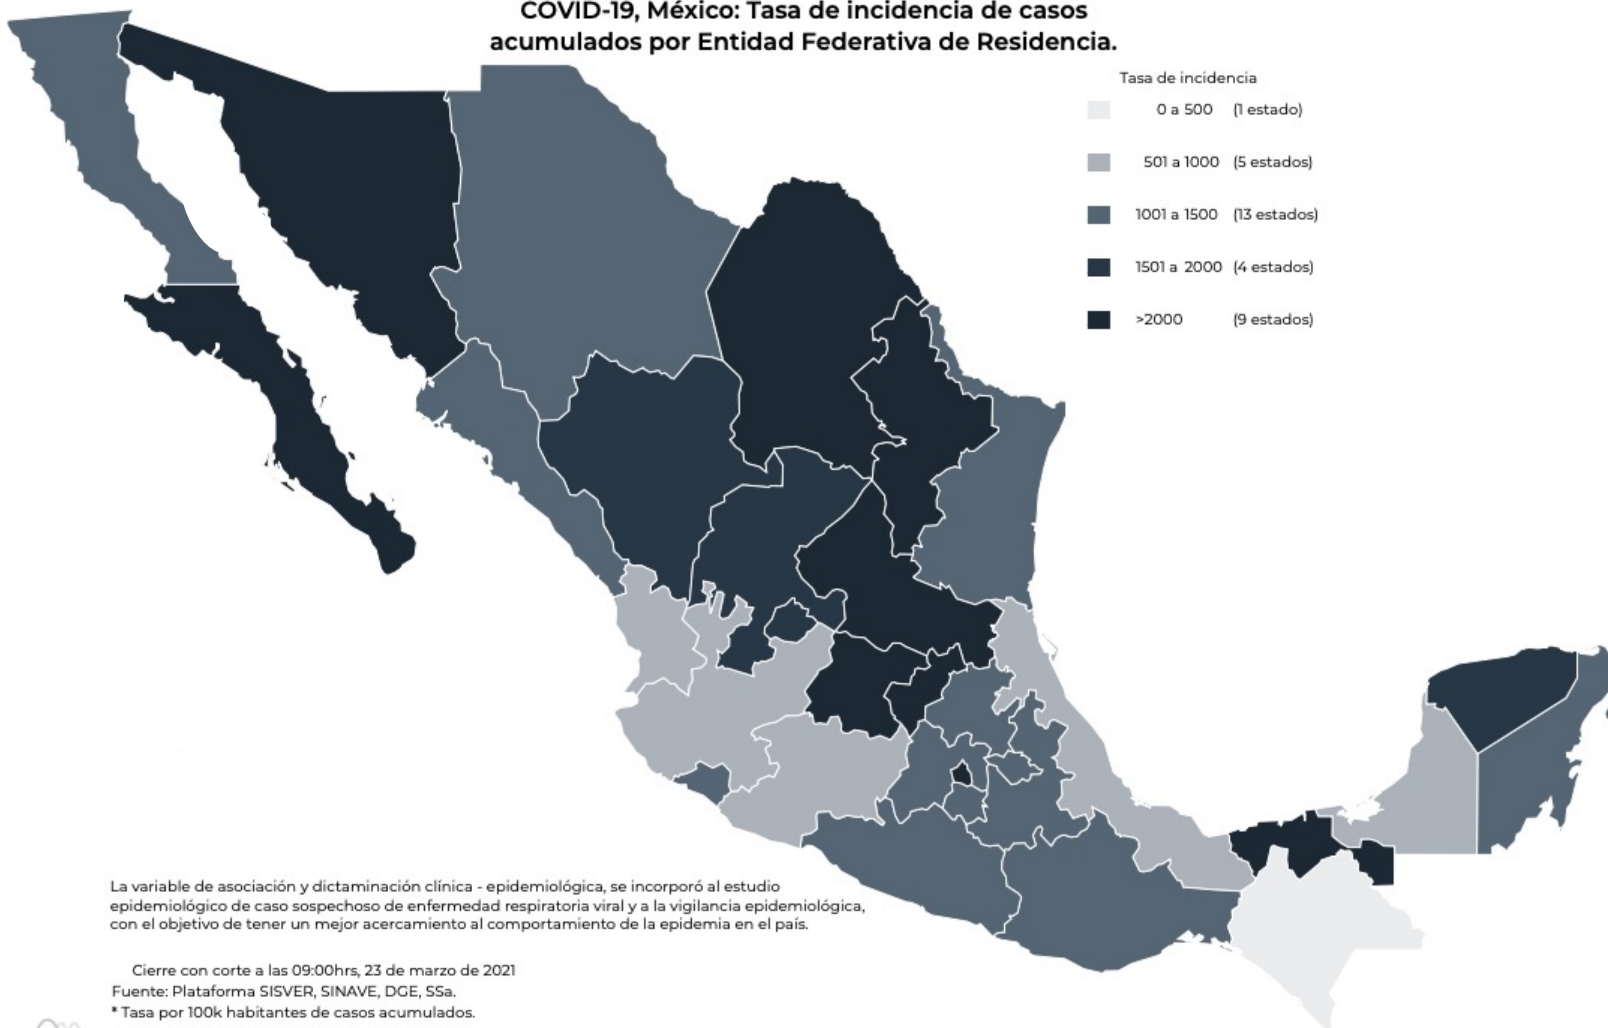 COVID-19, México: Tasa de incidencia de casos
acumulados por Entidad Federativa de Residencia.
Tasa de incidencia
0 a 500 (1 estado)
501 a 1000 (5 estados)
1001 a 1500 (13 estados)
1501 a 2000 (4 estados)
>2000 (9 estados)
La variable de asociación y dictaminación clínica - epidemiológica, se incorporó al estudio
epidemiológico de caso sospechoso de enfermedad respiratoria viral y a la vigilancia epidemiológica,
con el objetivo de tener un mejor acercamiento al comportamiento de la epidemia en el país.
Cierre con corte a las 09:00hrs, 23 de marzo de 2021
Fuente: Plataforma SISVER, SINAVE, DGE, SSa.
* Tasa por 100k habitantes de casos acumulados.